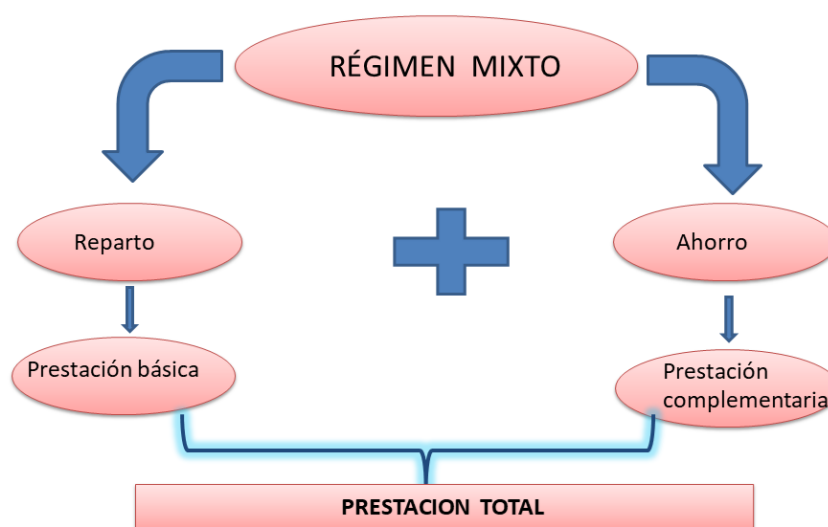 RÉGIMEN MIXTO
Reparto
Ahorro
Prestación básica
Prestación
complementaria
PRESTACION TOTAL